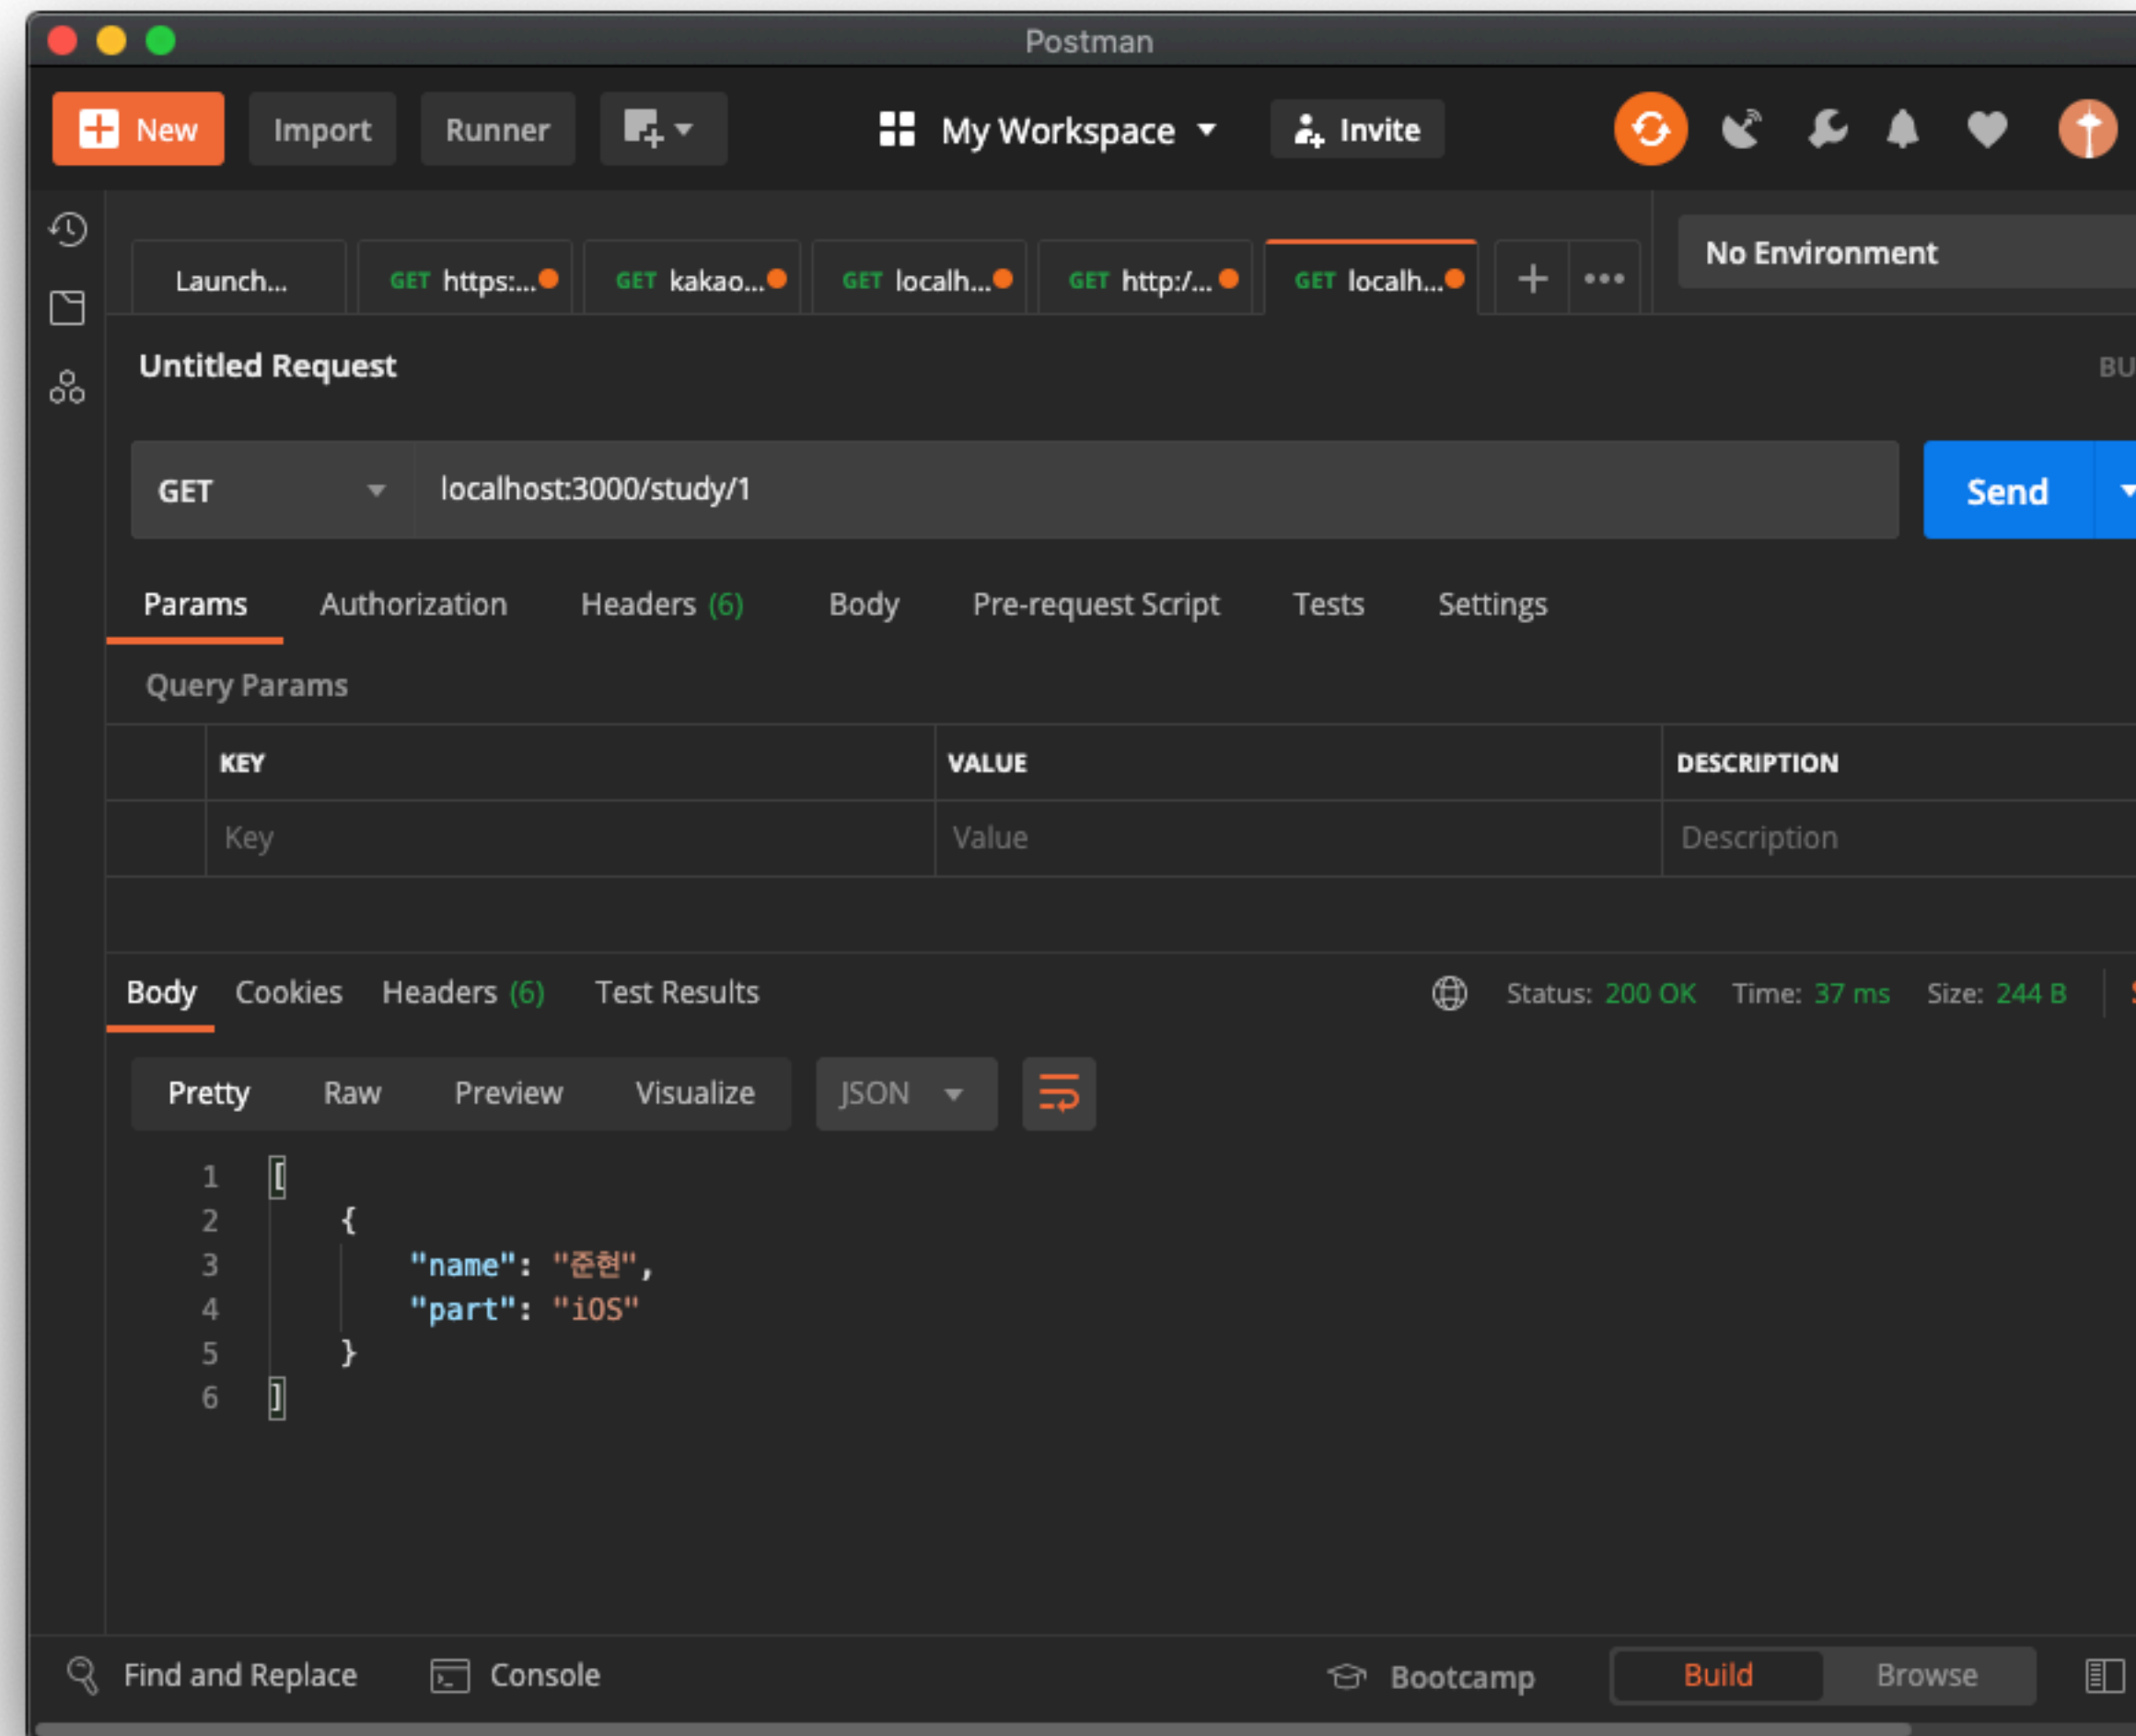 Postman
New Import Runner My Workspace Invite
Launch... GET https:... GET kakao... GET localh... GET http:/... GET localh... No Environment
Untitled Request BU
GET localhost:3000/study/1 Send
Params Authorization Headers (6) Body Pre-request Script Tests Settings
Query Params
KEY VALUE DESCRIPTION
Key Value Description
Body Cookies Headers (6) Test Results Status: 200 OK Time: 37 ms Size: 244 B
Pretty Raw Preview Visualize JSON
1 [
2 {
3 "name": "준현",
4 "part": "iOS"
5 }
6 ]
Find and Replace Console Bootcamp Build Browse